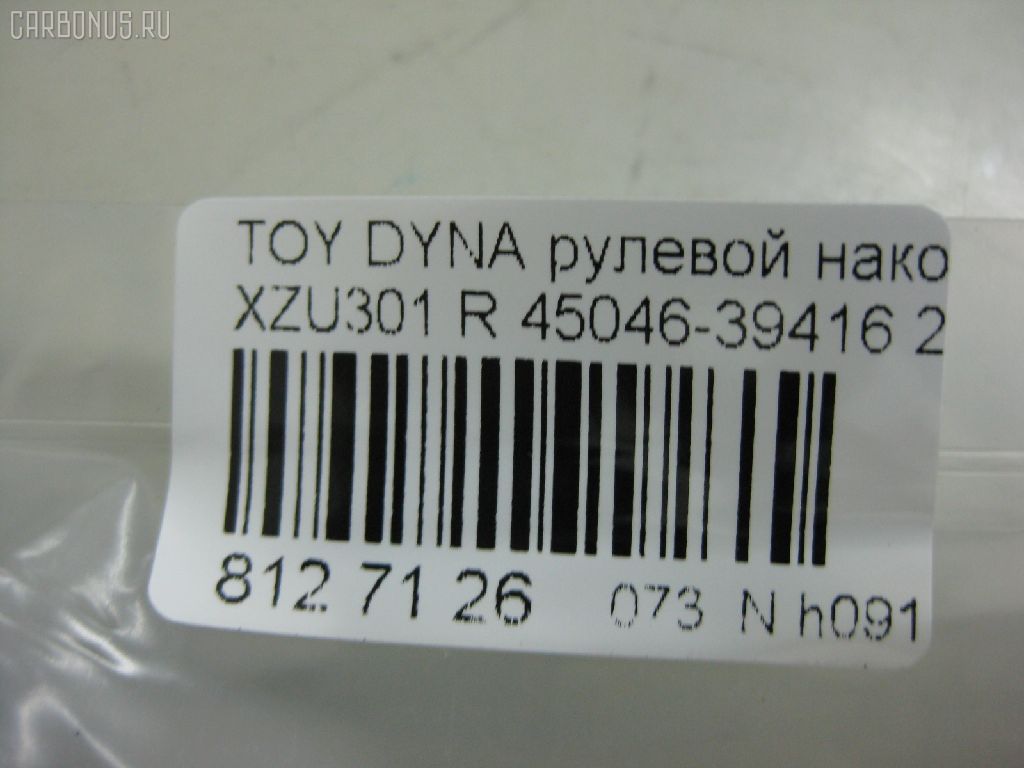 CARBONUS.RU
TOY DYNA рулевой нако
XZU301 R 45046-39416 2
812 71 26 073 N h091